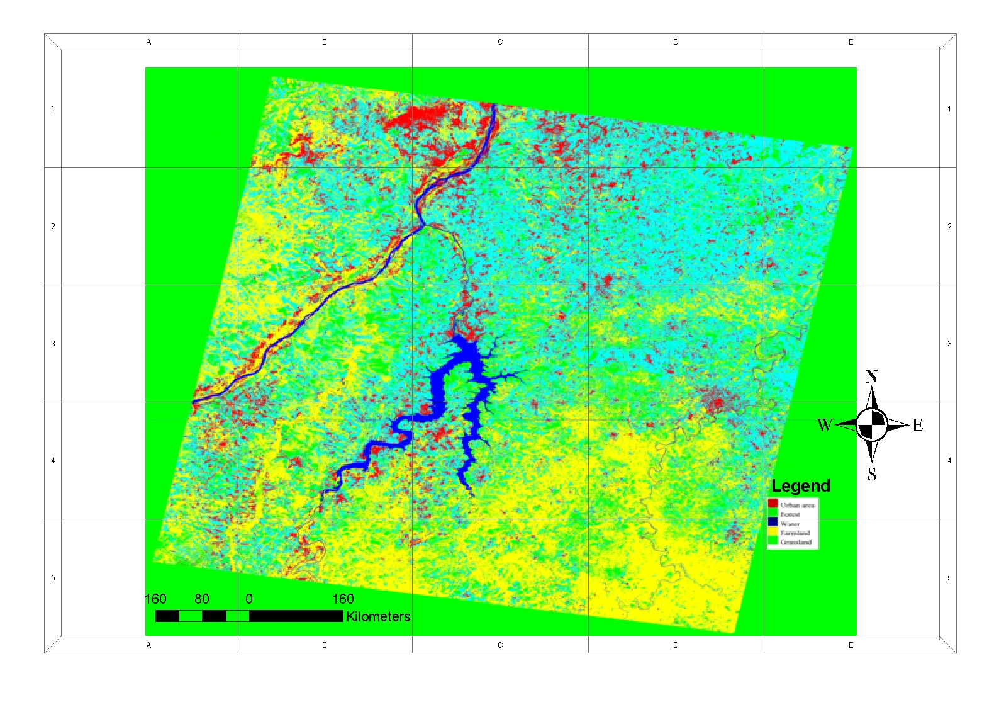 A B C D E
1 1
2 2
3 3
N
W E
S
4 4
Legend
Urban area
Forest
Water
Farmland
Grassland
5 5
160 80 0 160
Kilometers
A B C D E